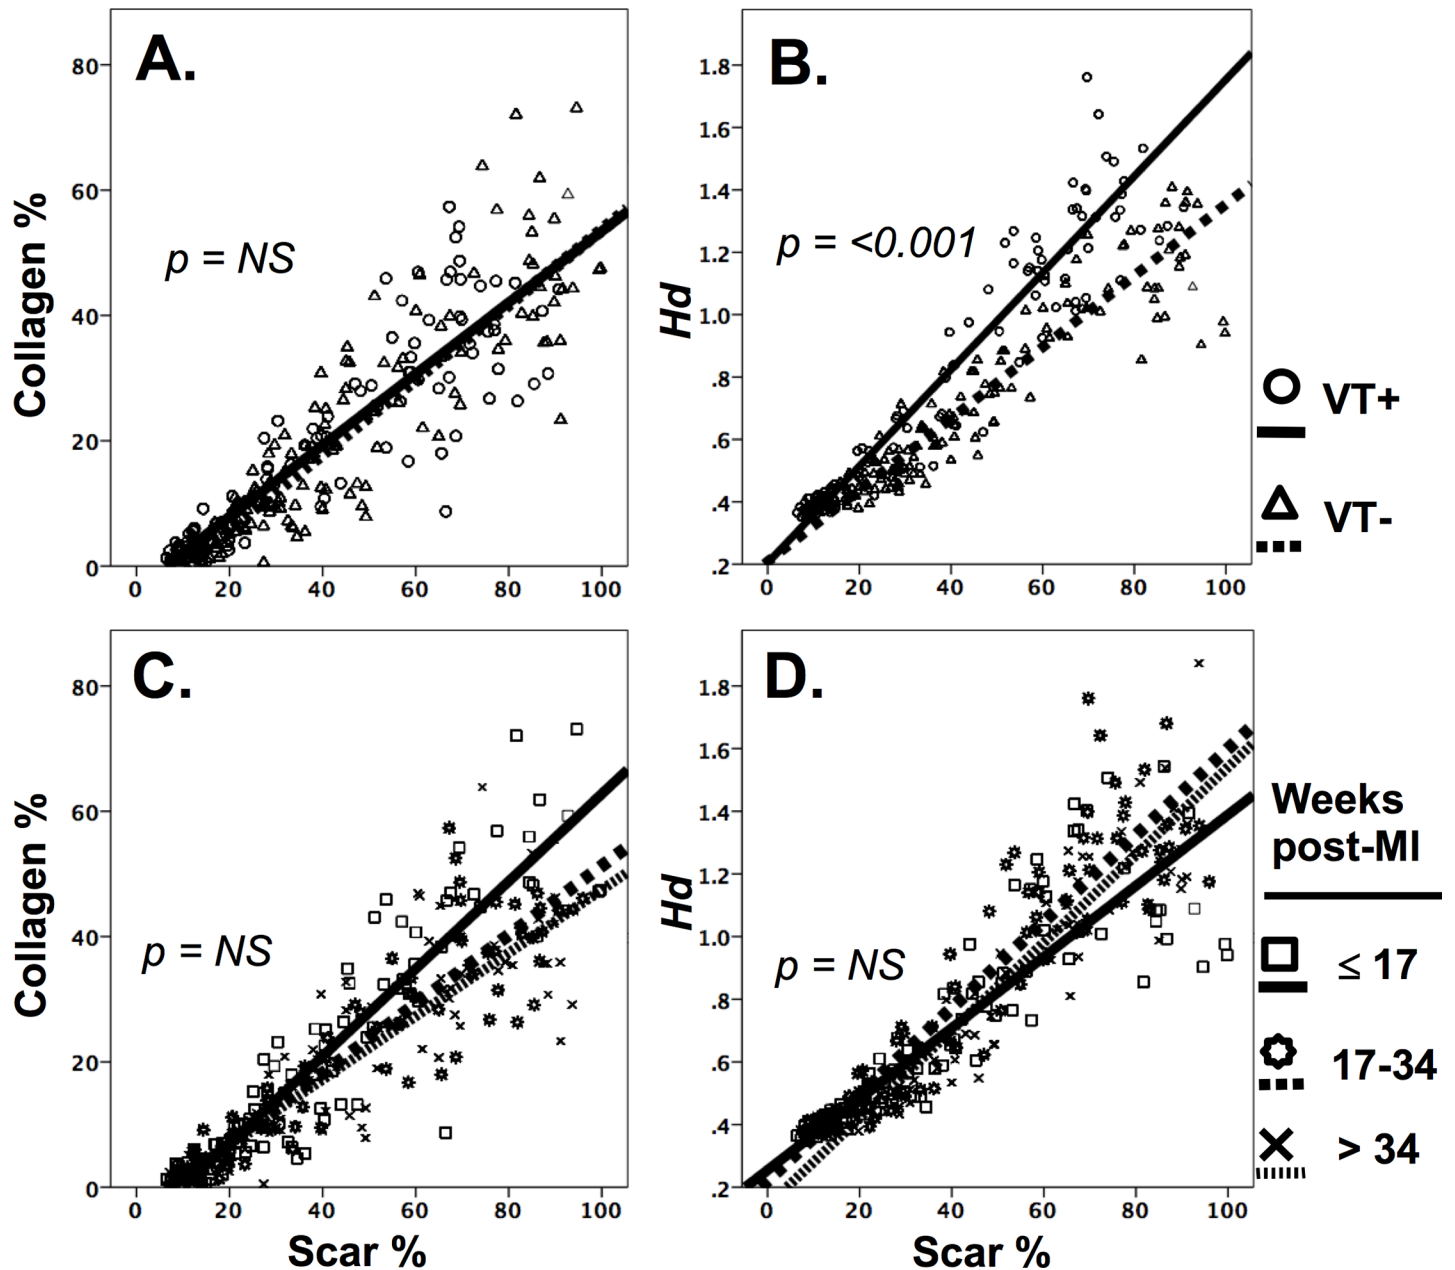 A.
Collagen %
80
60
40
20
0
p = NS
0 20 40 60 80 100
B.
Hd
1.8
1.6
1.4
1.2
1.0
.8
.6
.4
.2
p = <0.001
0 20 40 60 80 100
VT+
VT-
C.
Collagen %
80
60
40
20
0
p = NS
0 20 40 60 80 100
Scar %
D.
Hd
1.8
1.6
1.4
1.2
1.0
.8
.6
.4
.2
p = NS
0 20 40 60 80 100
Scar %
Weeks
post-MI
≤ 17
17-34
> 34